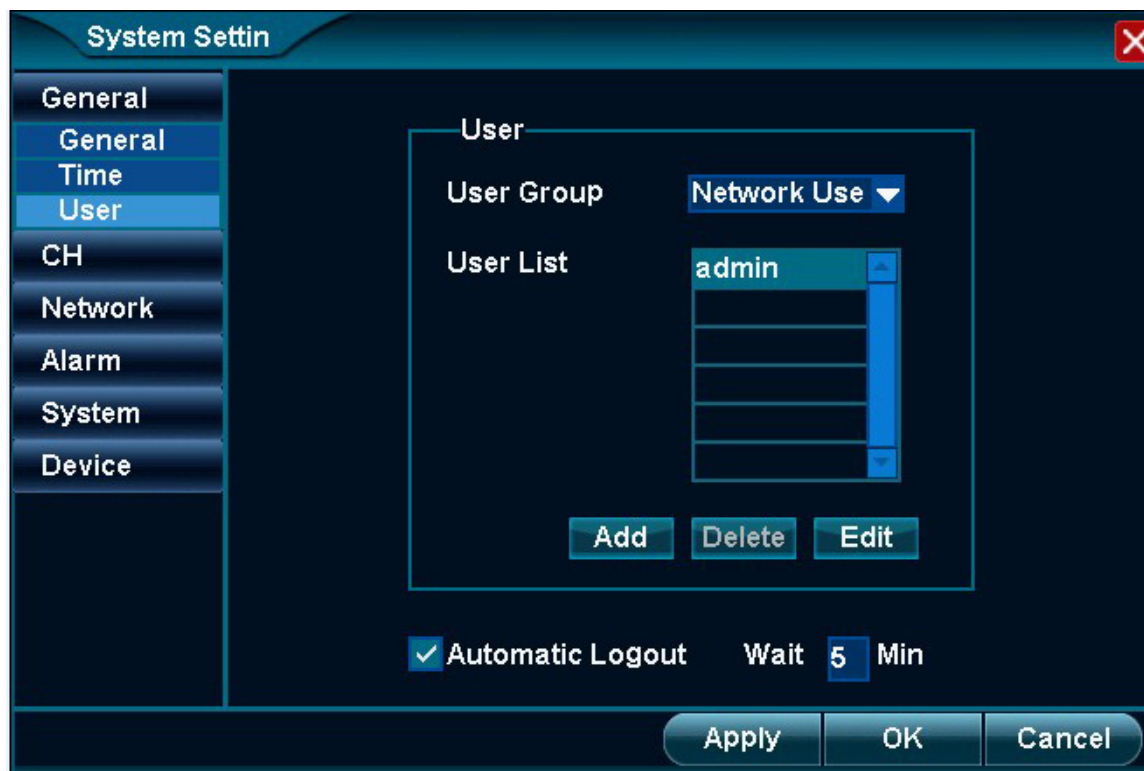 System Settin
General
General
Time
User
CH
Network
Alarm
System
Device
User
User Group Network Use
User List admin
Add Delete Edit
Automatic Logout Wait 5 Min
Apply OK Cancel